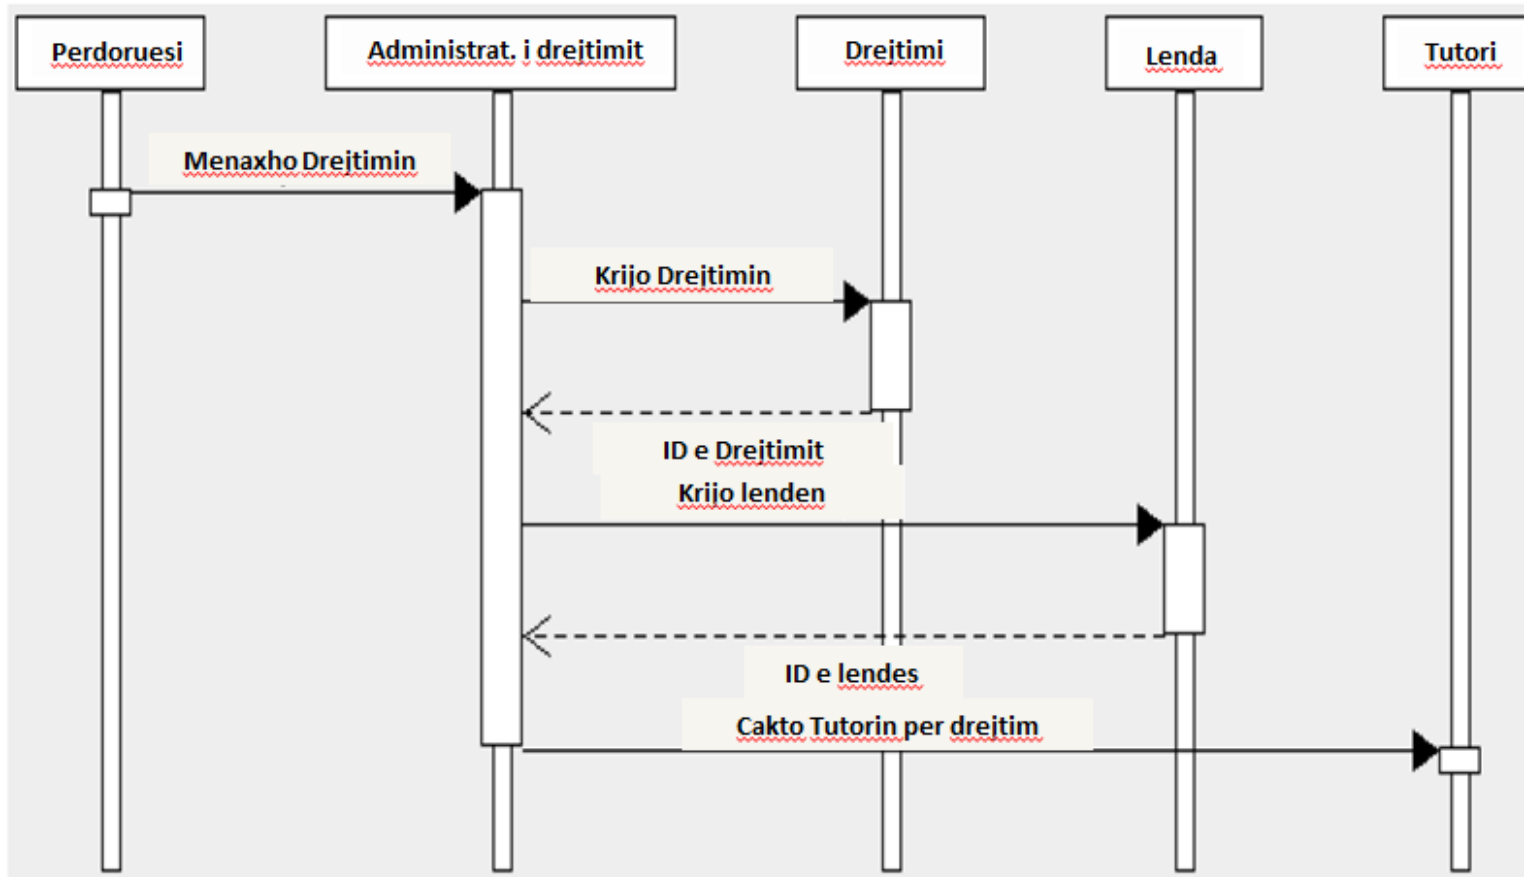 Perdoruesi
Administrat. i drejtimit
Drejtimi
Lenda
Tutori
Menaxho Drejtimin
Krijo Drejtimin
ID e Drejtimit
Krijo lenden
ID e lendes
Cakto Tutorin per drejtim